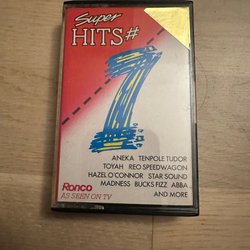 Super
HITS#
7
ANEKA TENPOLE TUDOR
TOYAH REO SPEEDWAGON
HAZEL O'CONNOR STAR SOUND
MADNESS BUCKS FIZZ ABBA
AND MORE
Ronco
AS SEEN ON TV